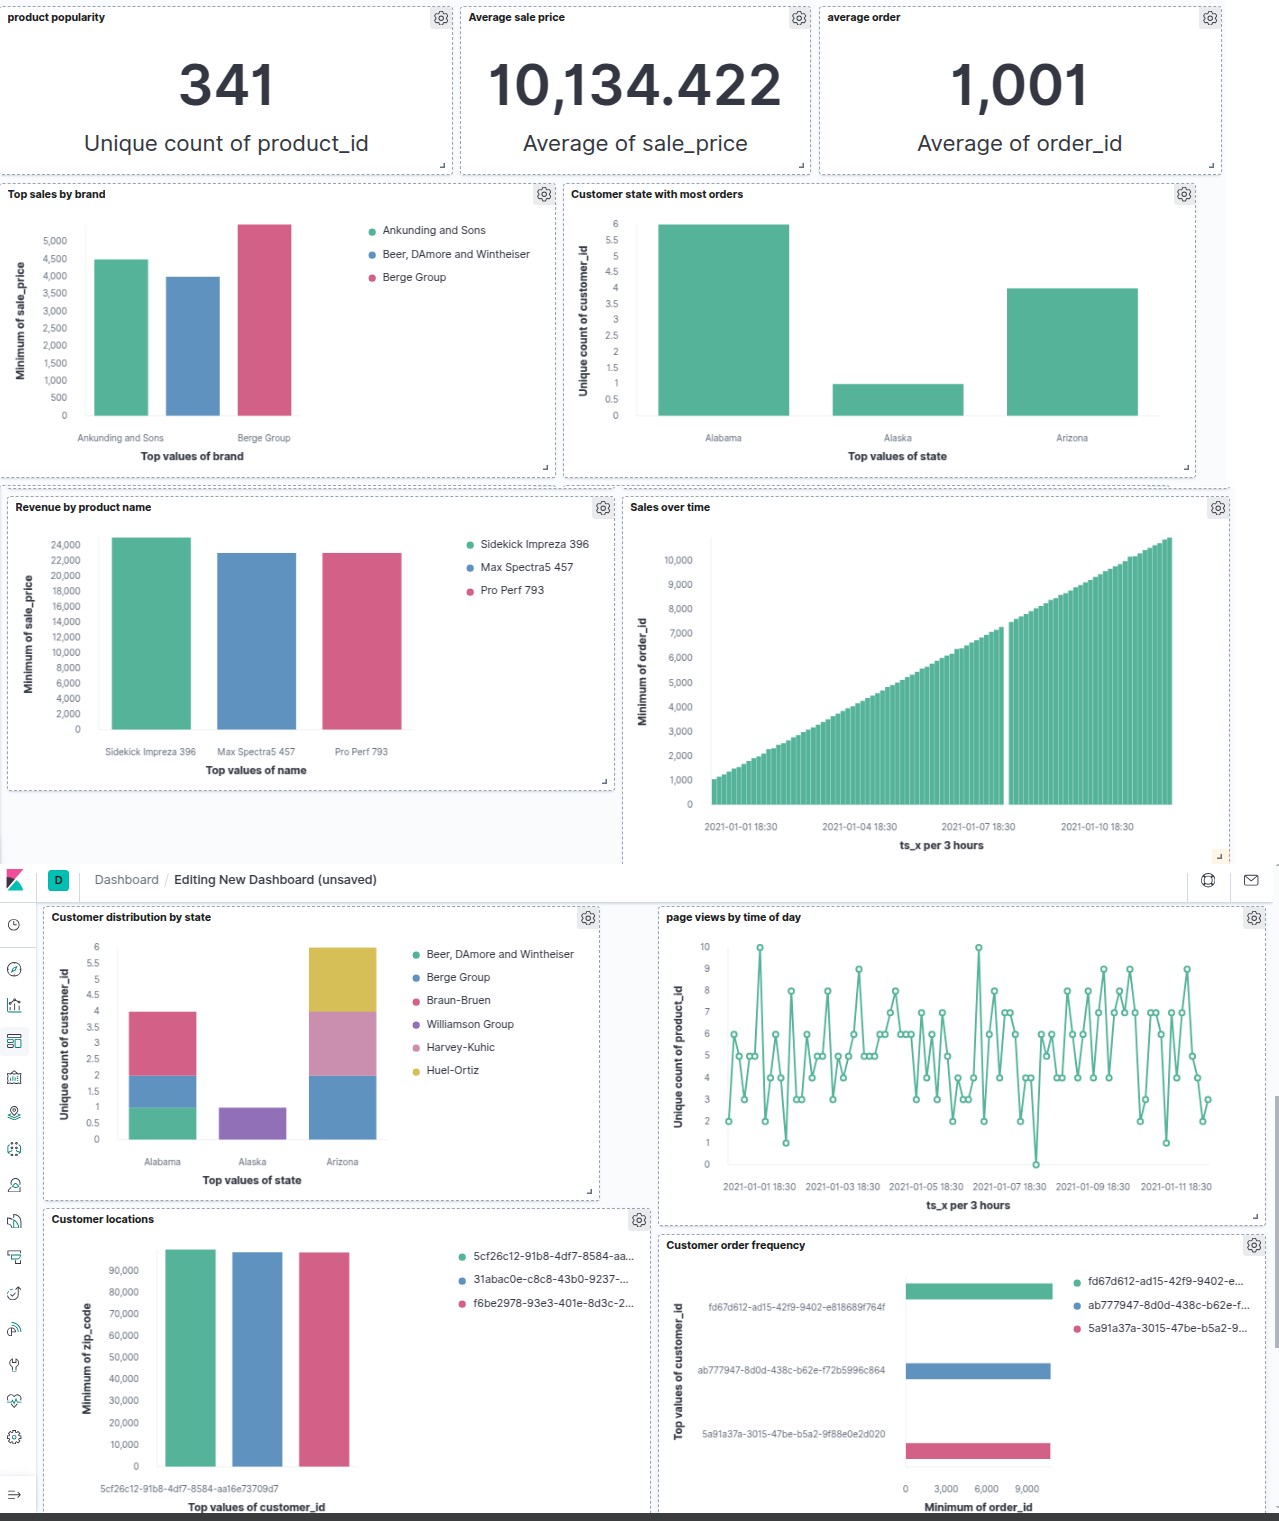 product popularity
341
Unique count of product_id
Average sale price
10,134.422
Average of sale_price
average order
1,001
Average of order_id
Top sales by brand
Minimum of sale_price
5,000
4,500
4,000
3,500
3,000
2,500
2,000
1,500
1,000
500
0
Ankunding and Sons
Berge Group
Top values of brand
Ankunding and Sons
Beer, DAmore and Wintheiser
Berge Group
Customer state with most orders
Unique count of customer_id
6
5.5
5
4.5
4
3.5
3
2.5
2
1.5
1
0.5
0
Alabama
Alaska
Arizona
Top values of state
Revenue by product name
Minimum of sale_price
24,000
22,000
20,000
18,000
16,000
14,000
12,000
10,000
8,000
6,000
4,000
2,000
0
Sidekick Impreza 396
Max Spectra5 457
Pro Perf 793
Top values of name
Sidekick Impreza 396
Max Spectra5 457
Pro Perf 793
Sales over time
Minimum of order_id
10,000
9,000
8,000
7,000
6,000
5,000
4,000
3,000
2,000
1,000
0
2021-01-01 18:30
2021-01-04 18:30
2021-01-07 18:30
2021-01-10 18:30
ts_x per 3 hours
D
Dashboard / Editing New Dashboard (unsaved)
Customer distribution by state
Unique count of customer_id
6
5.5
5
4.5
4
3.5
3
2.5
2
1.5
1
0.5
0
Alabama
Alaska
Arizona
Top values of state
Beer, DAmore and Wintheiser
Berge Group
Braun-Bruen
Williamson Group
Harvey-Kuhic
Huel-Ortiz
page views by time of day
Unique count of product_id
10
9
8
7
6
5
4
3
2
1
0
2021-01-01 18:30
2021-01-03 18:30
2021-01-05 18:30
2021-01-07 18:30
2021-01-09 18:30
2021-01-11 18:30
ts_x per 3 hours
Customer locations
Minimum of zip_code
90,000
80,000
70,000
60,000
50,000
40,000
30,000
20,000
10,000
0
5cf26c12-91b8-4df7-8584-aa16e73709d7
Top values of customer_id
5cf26c12-91b8-4df7-8584-aa...
31abac0e-c8c8-43b0-9237-...
f6be2978-93e3-401e-8d3c-2...
Customer order frequency
Top values of customer_id
fd67d612-ad15-42f9-9402-e818689f764f
ab777947-8d0d-438c-b62e-f72b5996c864
5a91a37a-3015-47be-b5a2-9f88e0e2d020
0
3,000
6,000
9,000
Minimum of order_id
fd67d612-ad15-42f9-9402-e...
ab777947-8d0d-438c-b62e-f...
5a91a37a-3015-47be-b5a2-9...